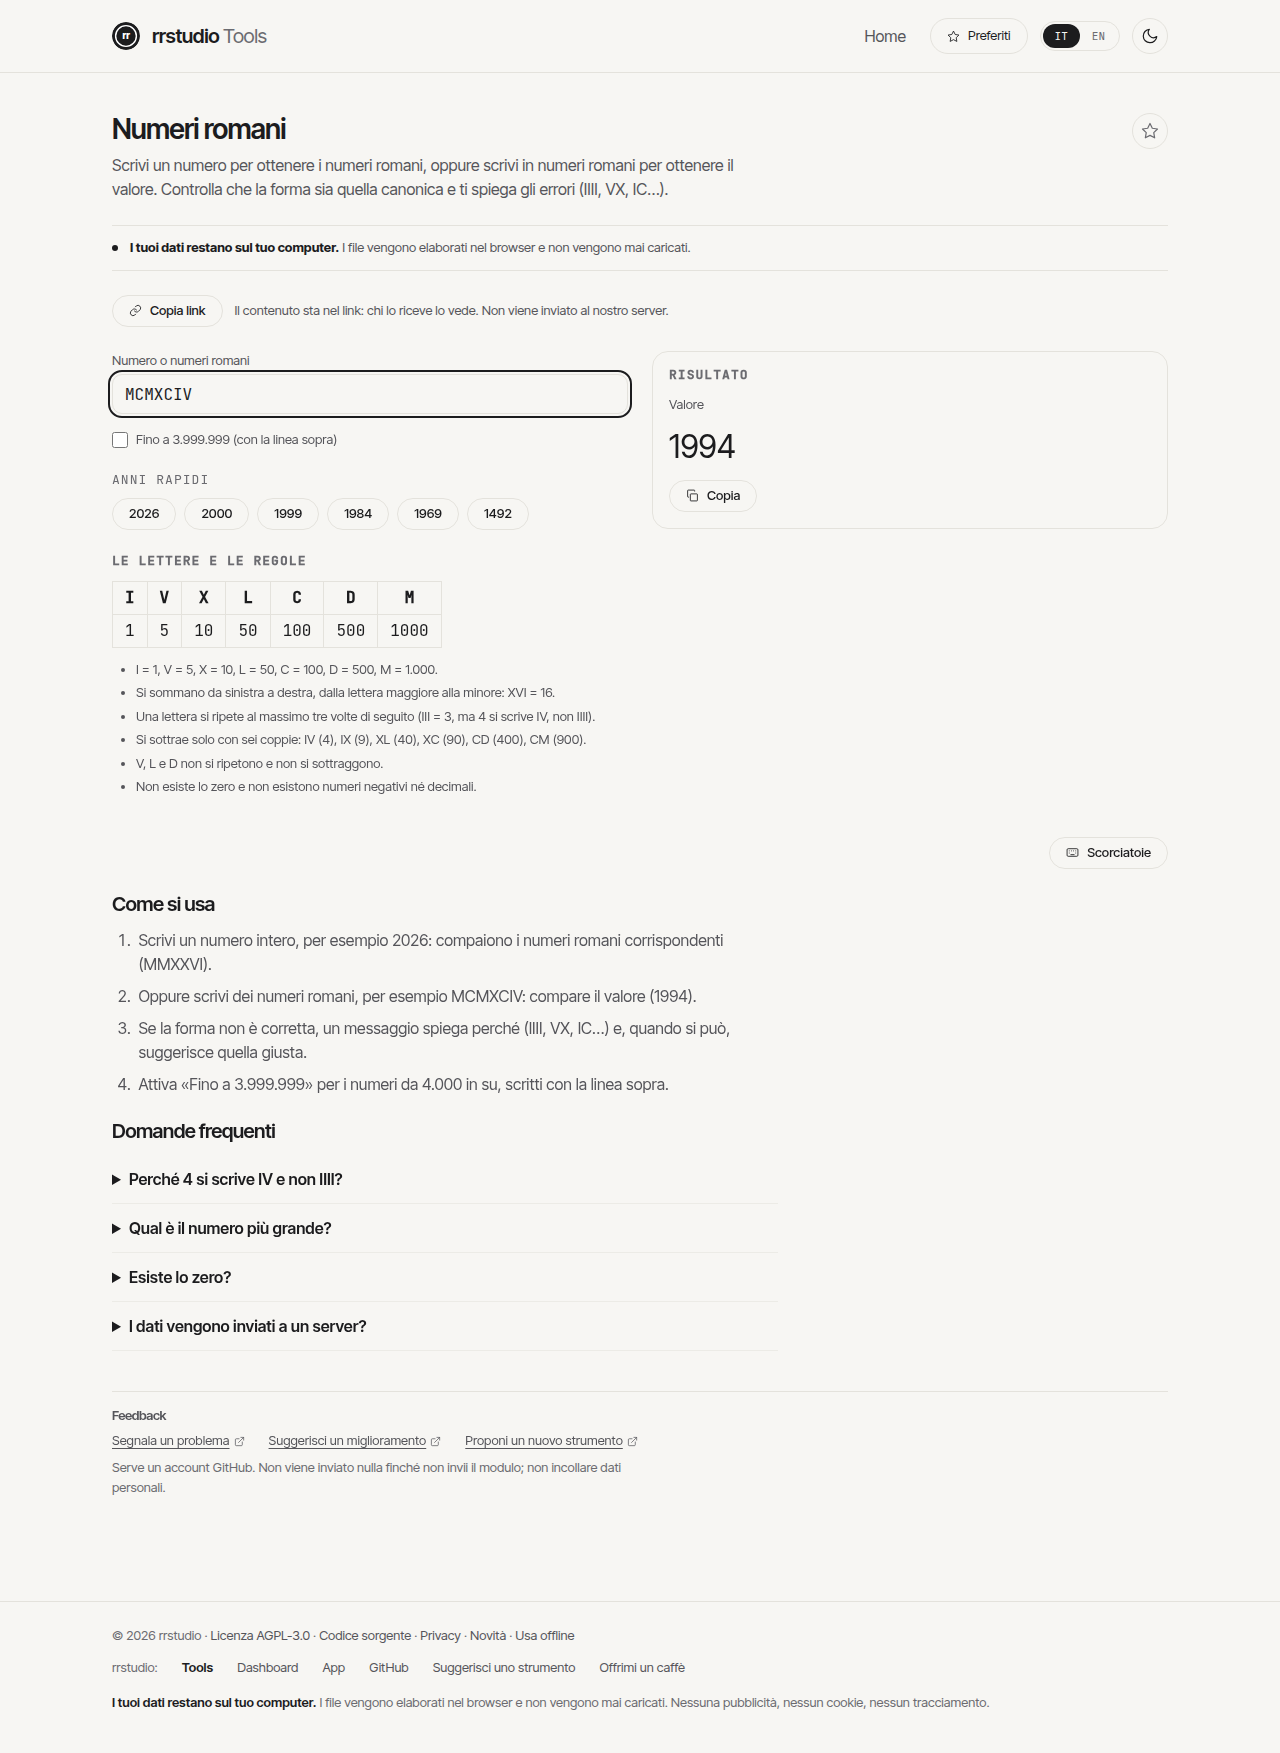 rr rrstudio Tools
Home
Preferiti
IT EN
Numeri romani
Scrivi un numero per ottenere i numeri romani, oppure scrivi in numeri romani per ottenere il
valore. Controlla che la forma sia quella canonica e ti spiega gli errori (IIII, VX, IC…).
I tuoi dati restano sul tuo computer. I file vengono elaborati nel browser e non vengono mai caricati.
Copia link
Il contenuto sta nel link: chi lo riceve lo vede. Non viene inviato al nostro server.
Numero o numeri romani
MCMXCIV
Fino a 3.999.999 (con la linea sopra)
ANNI RAPIDI
2026 2000 1999 1984 1969 1492
RISULTATO
Valore
1994
Copia
LE LETTERE E LE REGOLE
I V X L C D M
1 5 10 50 100 500 1000
• I = 1, V = 5, X = 10, L = 50, C = 100, D = 500, M = 1.000.
• Si sommano da sinistra a destra, dalla lettera maggiore alla minore: XVI = 16.
• Una lettera si ripete al massimo tre volte di seguito (III = 3, ma 4 si scrive IV, non IIII).
• Si sottrae solo con sei coppie: IV (4), IX (9), XL (40), XC (90), CD (400), CM (900).
• V, L e D non si ripetono e non si sottraggono.
• Non esiste lo zero e non esistono numeri negativi né decimali.
Scorciatoie
Come si usa
1. Scrivi un numero intero, per esempio 2026: compaiono i numeri romani corrispondenti
(MMXXVI).
2. Oppure scrivi dei numeri romani, per esempio MCMXCIV: compare il valore (1994).
3. Se la forma non è corretta, un messaggio spiega perché (IIII, VX, IC…) e, quando si può,
suggerisce quella giusta.
4. Attiva «Fino a 3.999.999» per i numeri da 4.000 in su, scritti con la linea sopra.
Domande frequenti
Perché 4 si scrive IV e non IIII?
Qual è il numero più grande?
Esiste lo zero?
I dati vengono inviati a un server?
Feedback
Segnala un problema Suggerisci un miglioramento Proponi un nuovo strumento
Serve un account GitHub. Non viene inviato nulla finché non invii il modulo; non incollare dati
personali.
© 2026 rrstudio · Licenza AGPL-3.0 · Codice sorgente · Privacy · Novità · Usa offline
rrstudio: Tools Dashboard App GitHub Suggerisci uno strumento Offrimi un caffè
I tuoi dati restano sul tuo computer. I file vengono elaborati nel browser e non vengono mai caricati. Nessuna pubblicità, nessun cookie, nessun tracciamento.